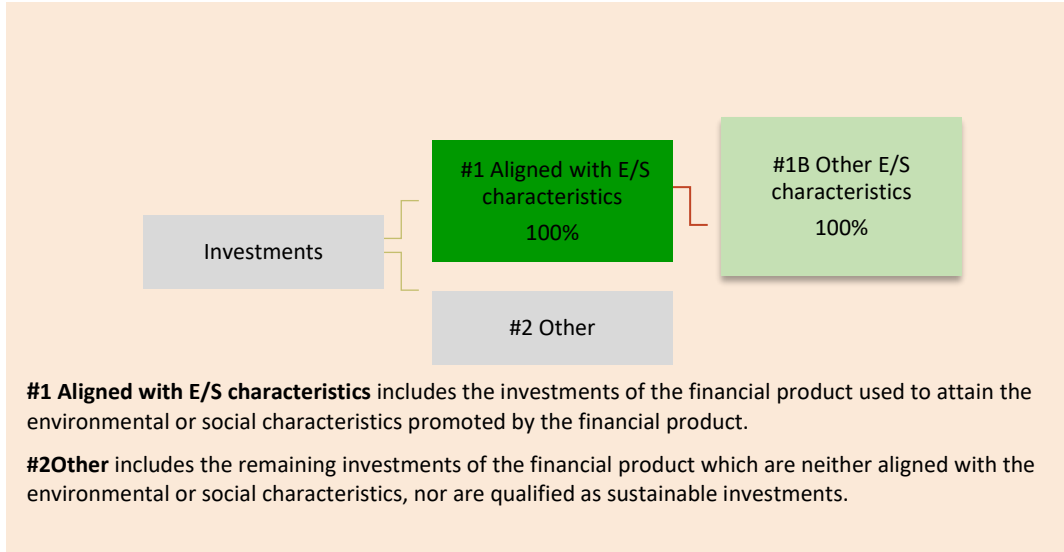 #1 Aligned with E/S
characteristics
100%
#1B Other E/S
characteristics
100%
Investments
#2 Other
#1 Aligned with E/S characteristics includes the investments of the financial product used to attain the
environmental or social characteristics promoted by the financial product.
#2Other includes the remaining investments of the financial product which are neither aligned with the
environmental or social characteristics, nor are qualified as sustainable investments.